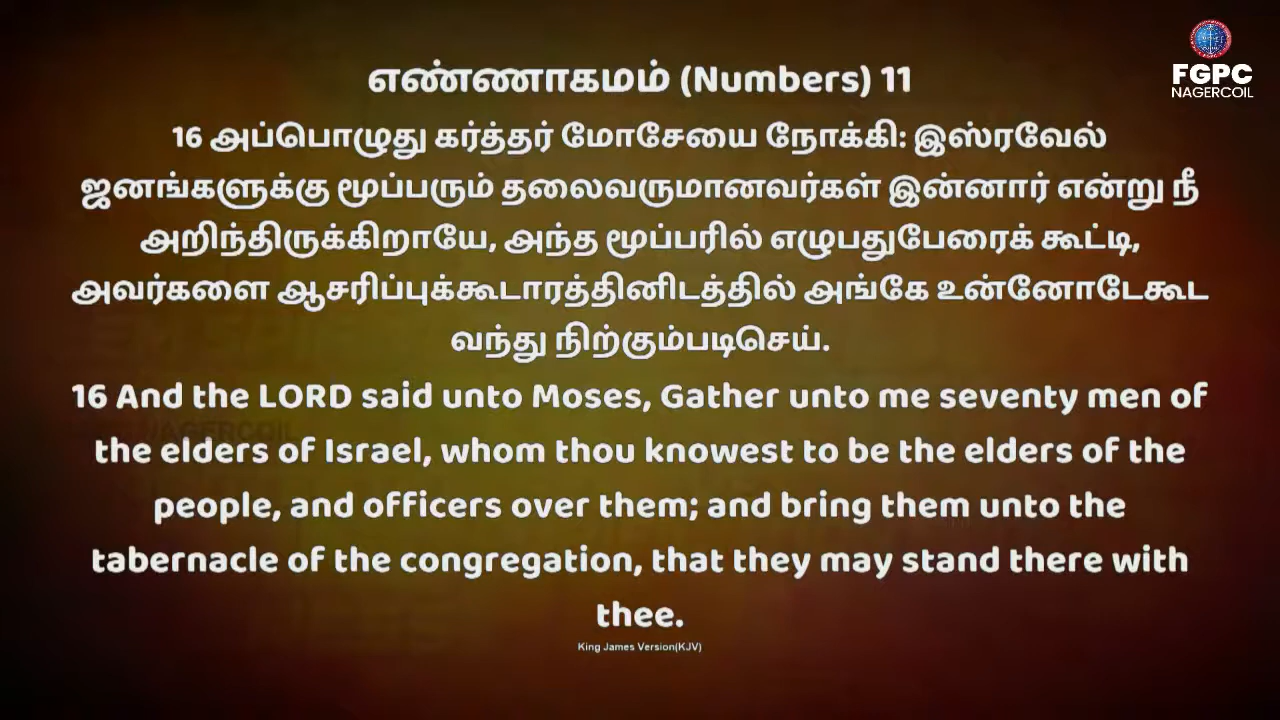 FGPC
NAGERCOIL
எண்ணாகமம் (Numbers) 11
16 அப்பொழுது கர்த்தர் மோசேயை நோக்கி: இஸ்ரவேல்
ஜனங்களுக்கு மூப்பரும் தலைவருமானவர்கள் இன்னார் என்று நீ
அறிந்திருக்கிறாயே, அந்த மூப்பரில் எழுபதுபேரைக் கூட்டி,
அவர்களை ஆசரிப்புக்கூடாரத்தினிடத்தில் அங்கே உன்னோடேகூட
வந்து நிற்கும்படிசெய்.
16 And the LORD said unto Moses, Gather unto me seventy men of
the elders of Israel, whom thou knowest to be the elders of the
people, and officers over them; and bring them unto the
tabernacle of the congregation, that they may stand there with
thee.
King James Version(KJV)